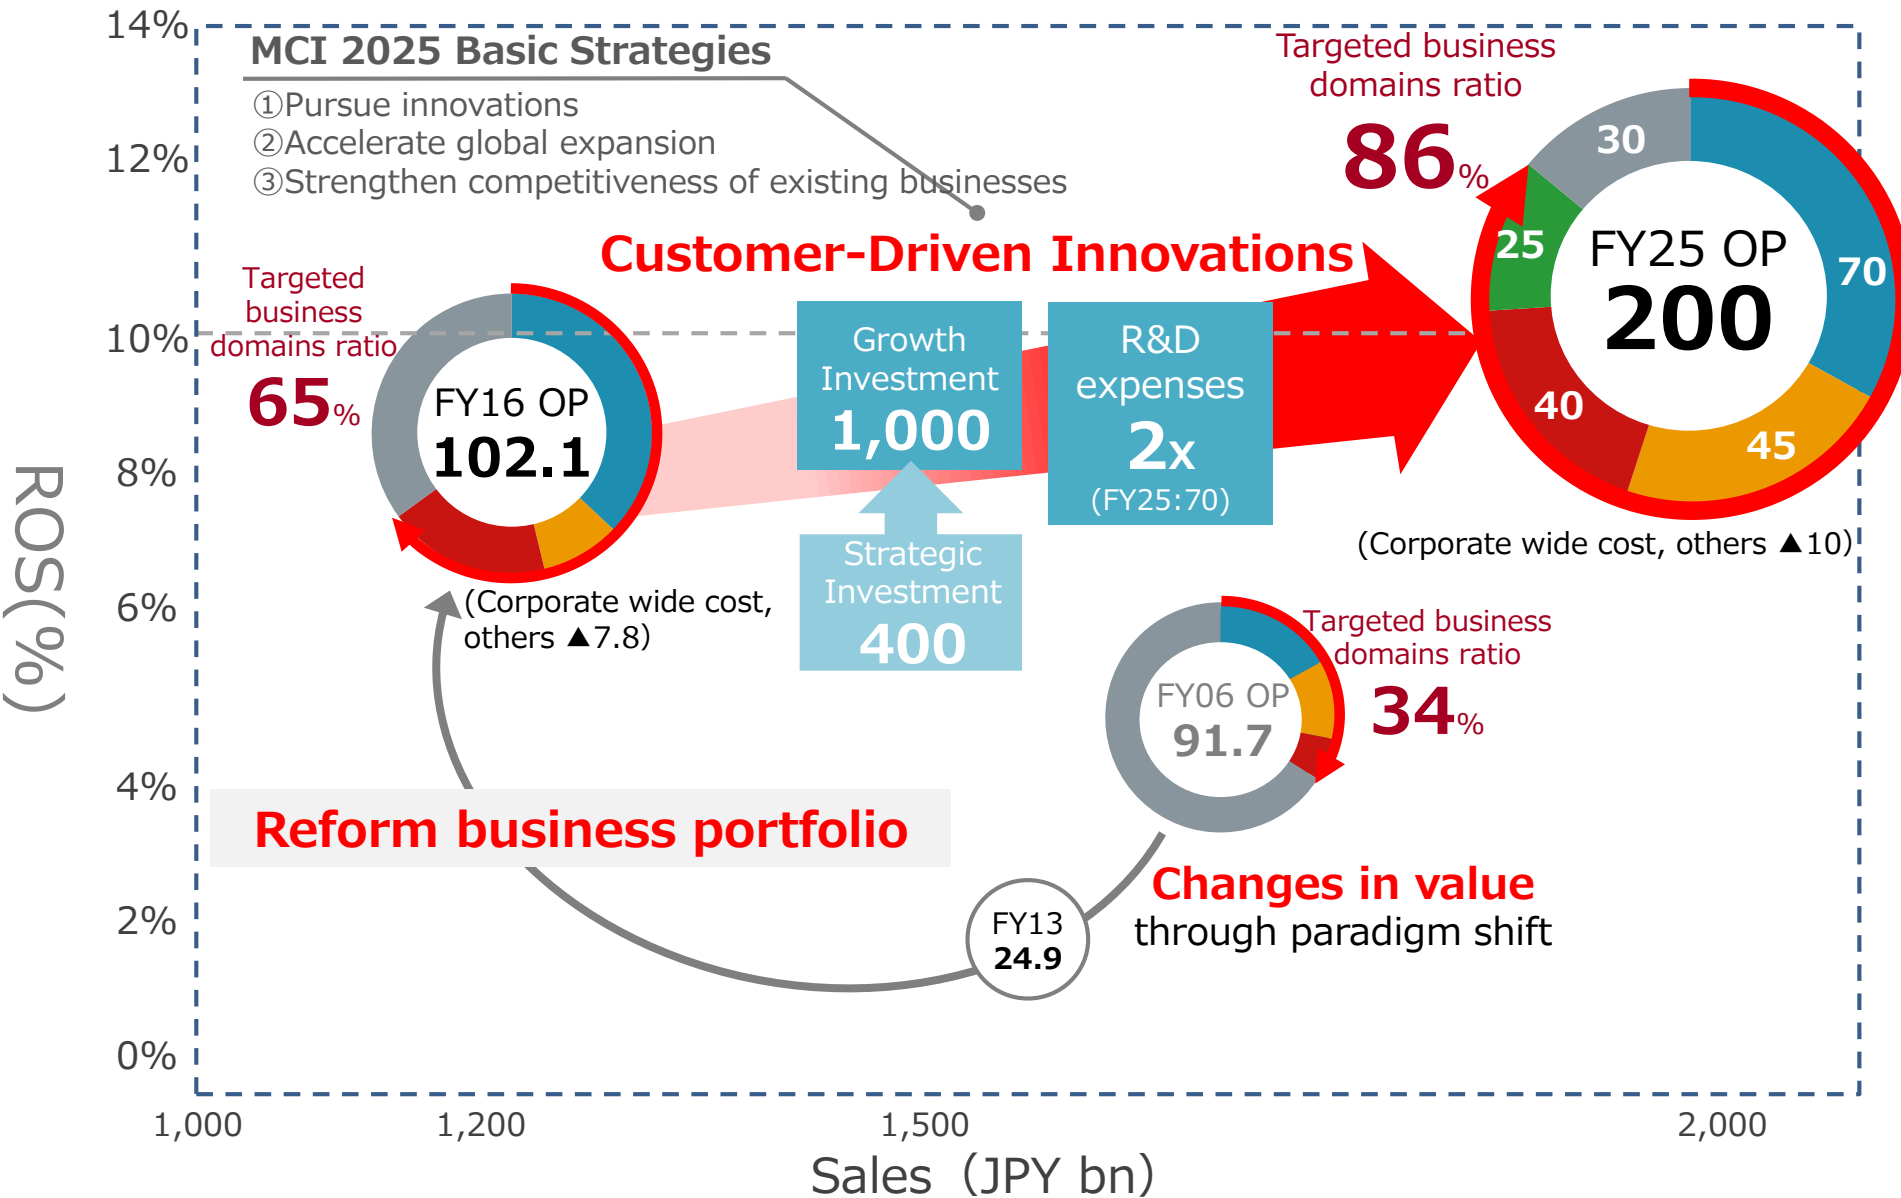 14%
12%
10%
8%
6%
4%
2%
0%
ROS(%)
MCI 2025 Basic Strategies
①Pursue innovations
②Accelerate global expansion
③Strengthen competitiveness of existing businesses
Customer-Driven Innovations
Targeted
business
domains ratio
65%
FY16 OP
102.1
(Corporate wide cost,
others ▲7.8)
Growth
Investment
1,000
Strategic
Investment
400
R&D
expenses
2x
(FY25:70)
Targeted business
domains ratio
86%
30
25
70
40
45
FY25 OP
200
(Corporate wide cost, others ▲10)
Targeted business
domains ratio
34%
FY06 OP
91.7
Reform business portfolio
FY13
24.9
Changes in value
through paradigm shift
1,000
1,200
1,500
2,000
Sales（JPY bn）